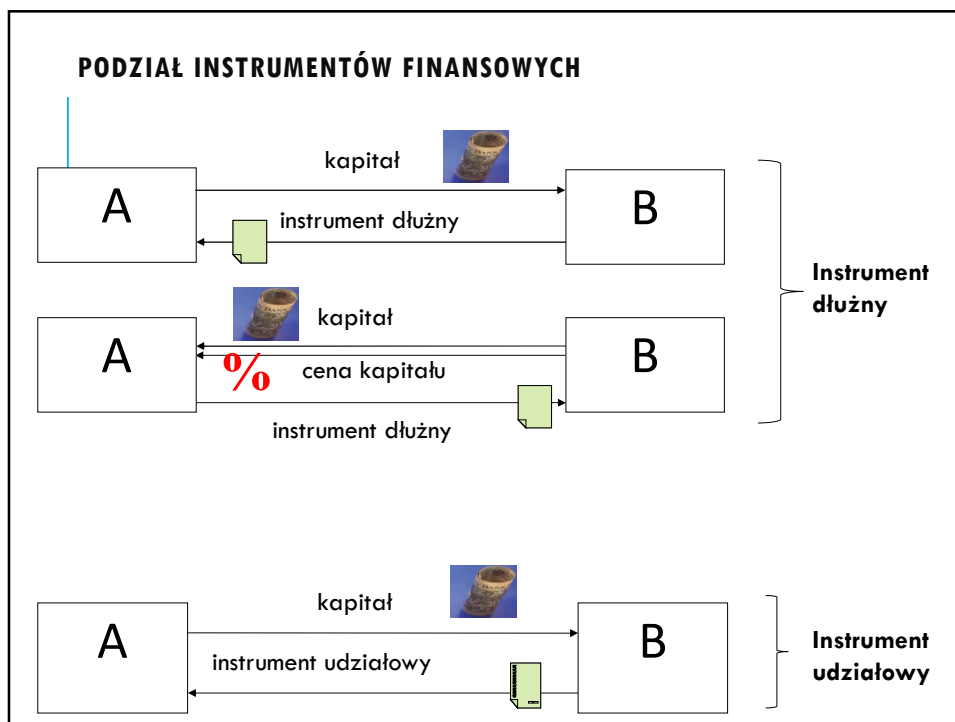 PODZIAŁ INSTRUMENTÓW FINANSOWYCH
kapitał
A
B
instrument dłużny
Instrument
dłużny
kapitał
A
B
%
cena kapitału
instrument dłużny
kapitał
A
B
instrument udziałowy
Instrument
udziałowy